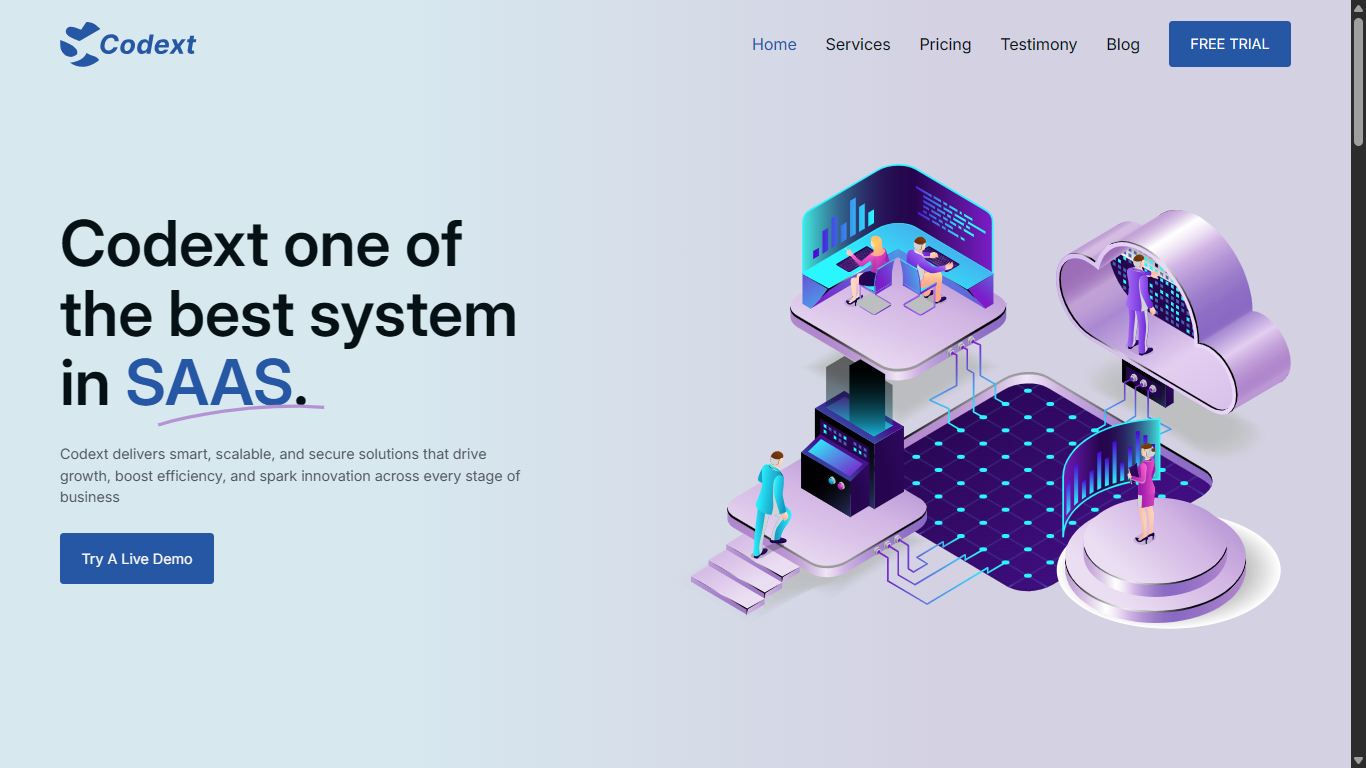 Codext
Home Services Pricing Testimony Blog FREE TRIAL
Codext one of
the best system
in SAAS.
Codext delivers smart, scalable, and secure solutions that drive
growth, boost efficiency, and spark innovation across every stage of
business
Try A Live Demo